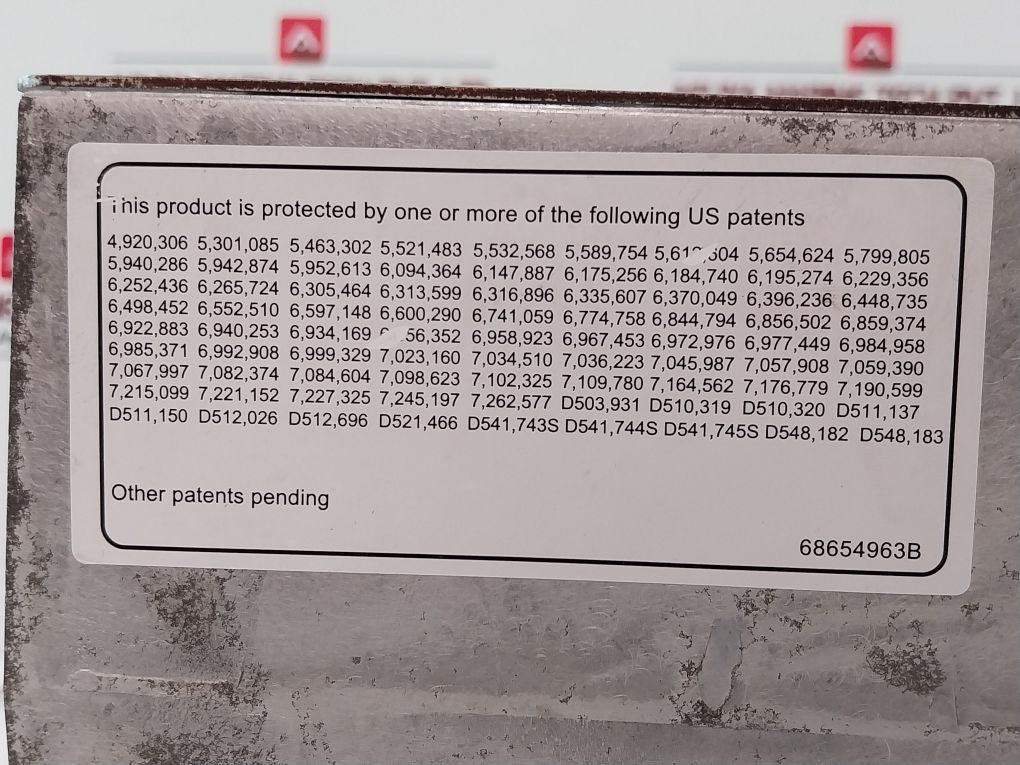 This product is protected by one or more of the following US patents
4,920,306 5,301,085 5,463,302 5,521,483 5,532,568 5,589,754 5,654,624 5,799,805
5,940,286 5,942,874 5,952,613 6,094,364 6,147,887 6,175,256 6,184,740 6,195,274 6,229,356
6,252,436 6,265,724 6,305,464 6,313,599 6,316,896 6,335,607 6,370,049 6,396,236 6,448,735
6,498,452 6,552,510 6,597,148 6,600,290 6,741,059 6,774,758 6,844,794 6,856,502 6,859,374
6,922,883 6,940,253 6,934,169 6,958,923 6,967,453 6,972,976 6,977,449 6,984,958
6,985,371 6,992,908 6,999,329 7,023,160 7,034,510 7,036,223 7,045,987 7,057,908 7,059,390
7,067,997 7,082,374 7,084,604 7,098,623 7,102,325 7,109,780 7,164,562 7,176,779 7,190,599
7,215,099 7,221,152 7,227,325 7,245,197 7,262,577 D503,931 D510,319 D510,320 D511,137
D511,150 D512,026 D512,696 D521,466 D541,743S D541,744S D541,745S D548,182 D548,183
Other patents pending
68654963B